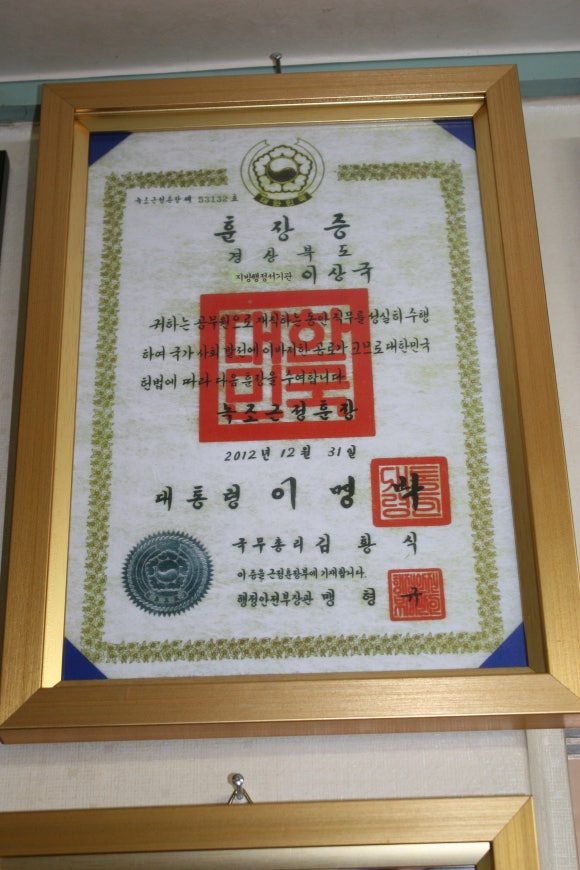 녹조근정훈장 제 53132 호
훈장증
경상북도
지방행정서기관 이상국
귀하는 공무원으로 재직하는 동안 직무를 성실히 수행
하여 국가 사회 발전에 이바지한 공로가 크므로 대한민국
헌법에 따라 다음 훈장을 수여합니다
대한민국
녹조근정훈장
2012년 12월 31일
대통령 이명박
국무총리 김황식
이 증을 근정훈장부에 기재합니다.
행정안전부장관 맹형규